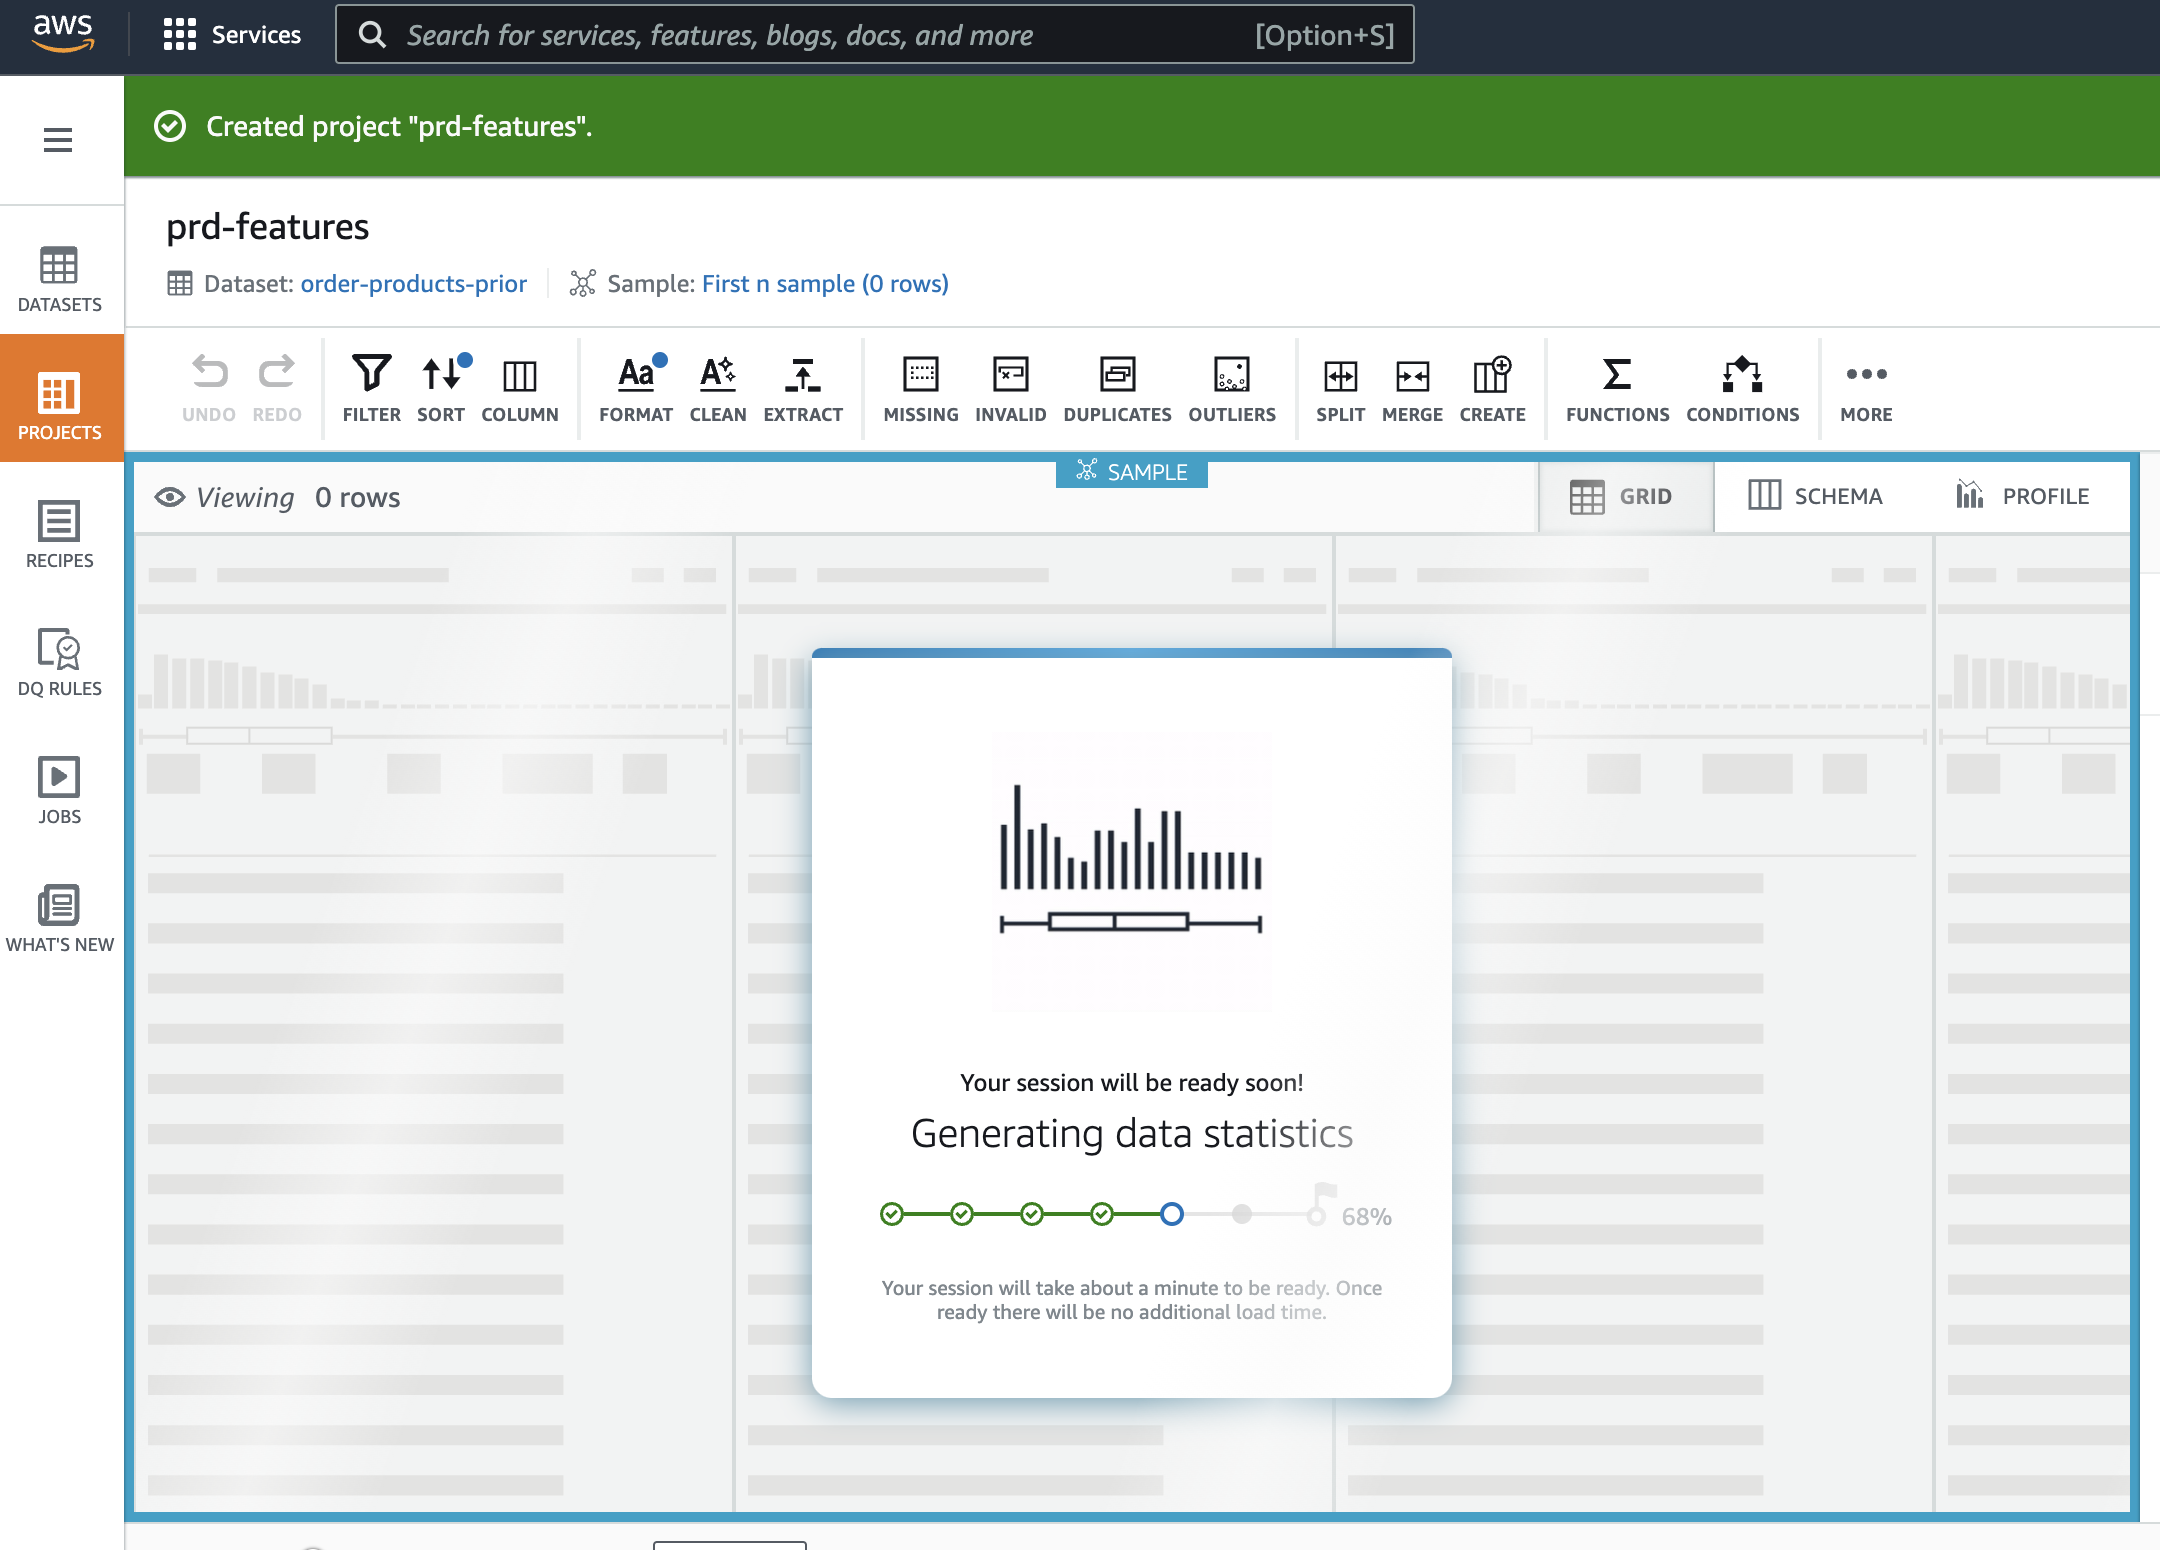 aws
Services
Search for services, features, blogs, docs, and more
[Option+S]
Created project "prd-features".
prd-features
Dataset: order-products-prior
Sample: First n sample (0 rows)
DATASETS
PROJECTS
RECIPES
DQ RULES
JOBS
WHAT'S NEW
UNDO
REDO
FILTER
SORT
COLUMN
FORMAT
CLEAN
EXTRACT
MISSING
INVALID
DUPLICATES
OUTLIERS
SPLIT
MERGE
CREATE
FUNCTIONS
CONDITIONS
MORE
SAMPLE
Viewing 0 rows
GRID
SCHEMA
PROFILE
Your session will be ready soon!
Generating data statistics
68%
Your session will take about a minute to be ready. Once
ready there will be no additional load time.